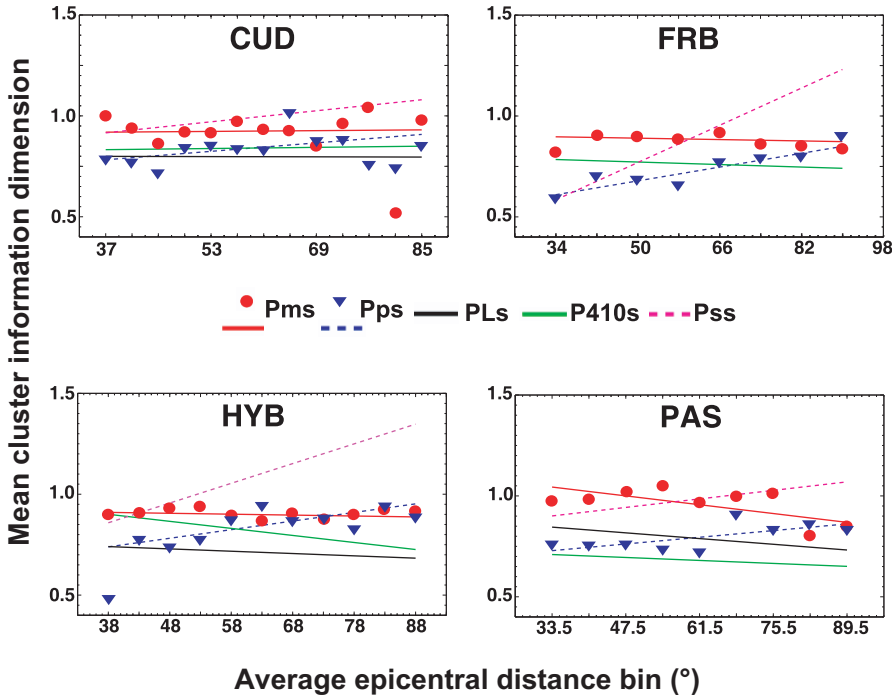 Mean cluster information dimension
CUD
1.5
1.0
0.5
37 53 69 85
FRB
1.5
1.0
0.5
34 50 66 82 98
Pms Pps PLs P410s Pss
HYB
1.5
1.0
0.5
38 48 58 68 78 88
PAS
1.5
1.0
0.5
33.5 47.5 61.5 75.5 89.5
Average epicentral distance bin (°)